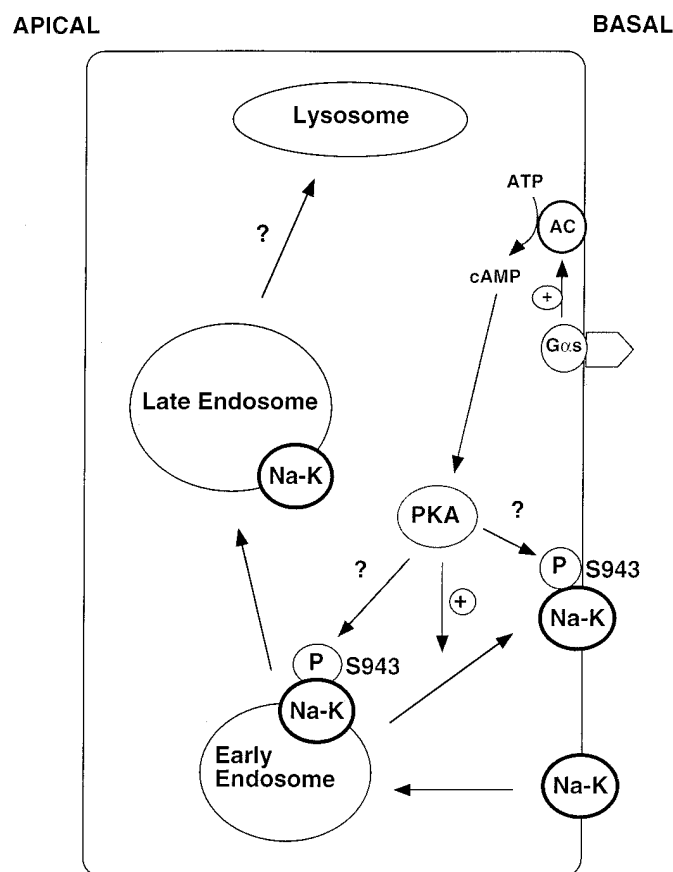 APICAL
BASAL
Lysosome
ATP
AC
?
cAMP
+
Gαs
Late Endosome
Na-K
PKA
?
?
P
S943
+
Na-K
P
S943
Na-K
Early
Endosome
Na-K